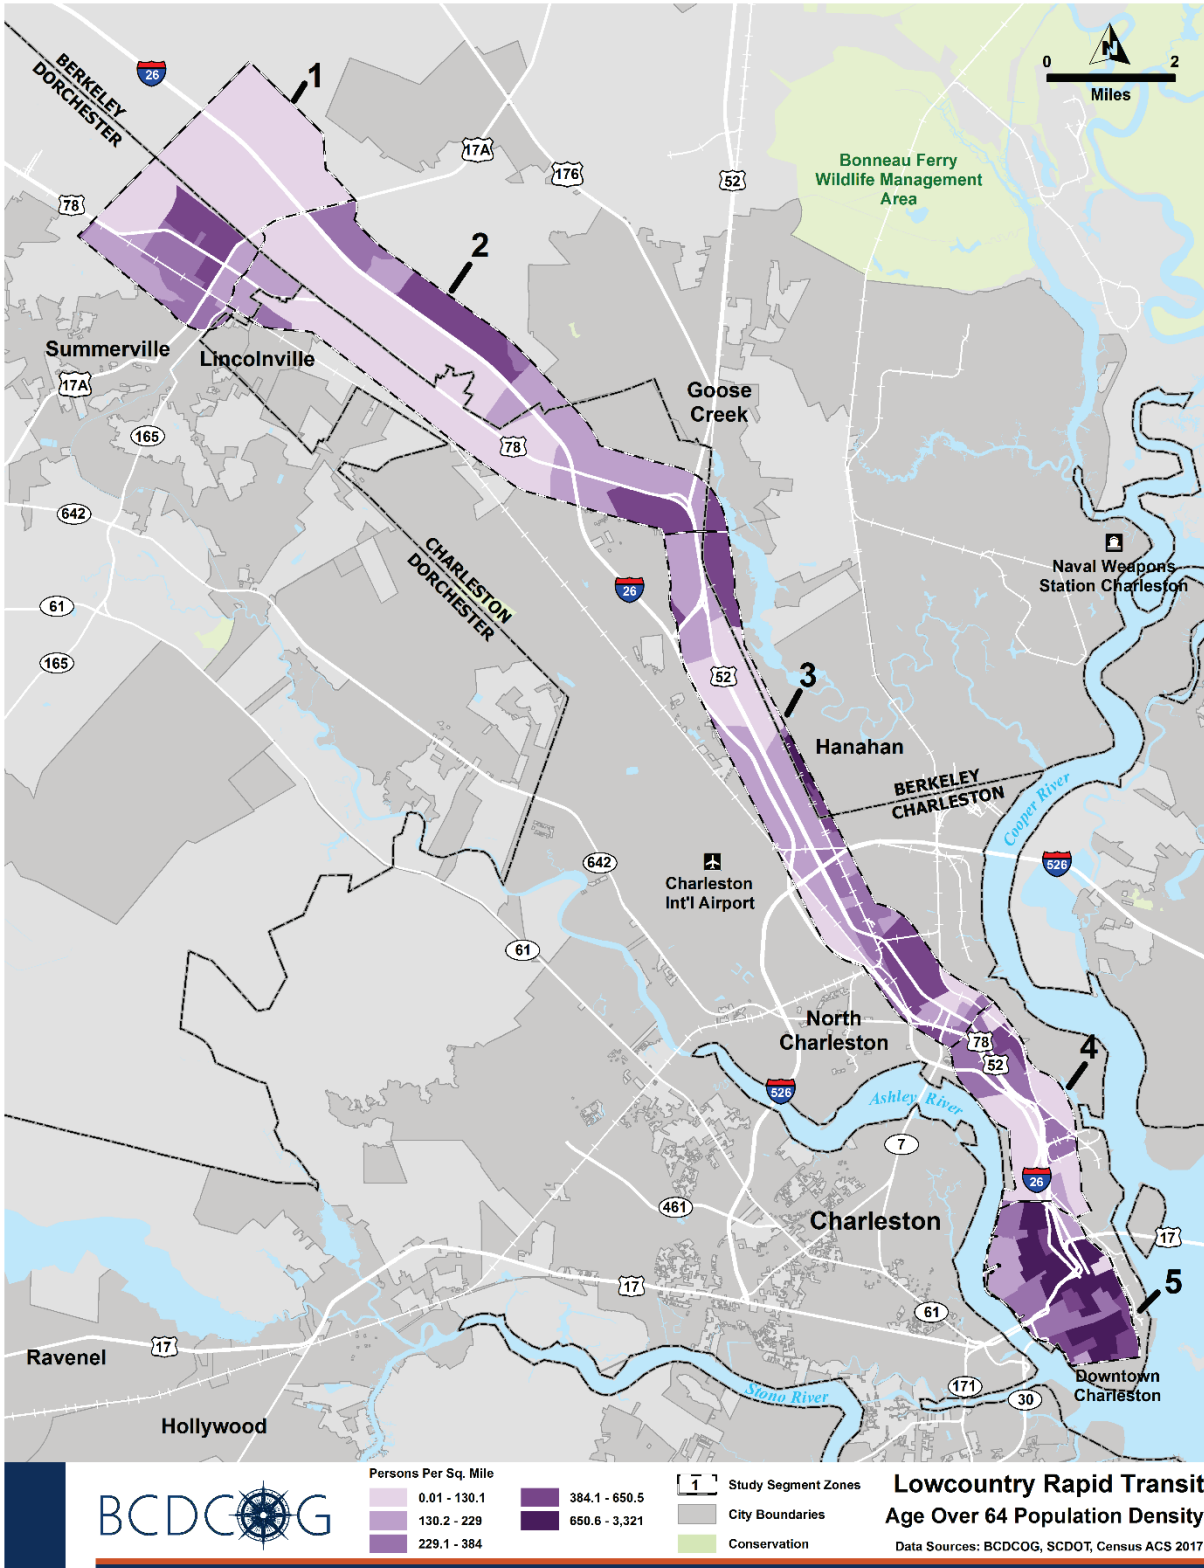 N
0 2
Miles
1
26
BERKELEY
DORCHESTER
17A
176
52
Bonneau Ferry
Wildlife Management
Area
78
2
Summerville
Lincolnville
17A
165
Goose
Creek
78
642
CHARLESTON
DORCHESTER
26
Naval Weapons
Station Charleston
61
165
52
3
Hanahan
BERKELEY
CHARLESTON
Cooper River
642
Charleston
Int'l Airport
526
61
North
Charleston
78
52
4
526
Ashley River
7
26
461
Charleston
17
17
61
5
Ravenel
17
Hollywood
Stono River
171
30
Downtown
Charleston
BCDCOG
Persons Per Sq. Mile
0.01 - 130.1
130.2 - 229
229.1 - 384
384.1 - 650.5
650.6 - 3,321
1 Study Segment Zones
City Boundaries
Conservation
Lowcountry Rapid Transit
Age Over 64 Population Density
Data Sources: BCDCOG, SCDOT, Census ACS 2017